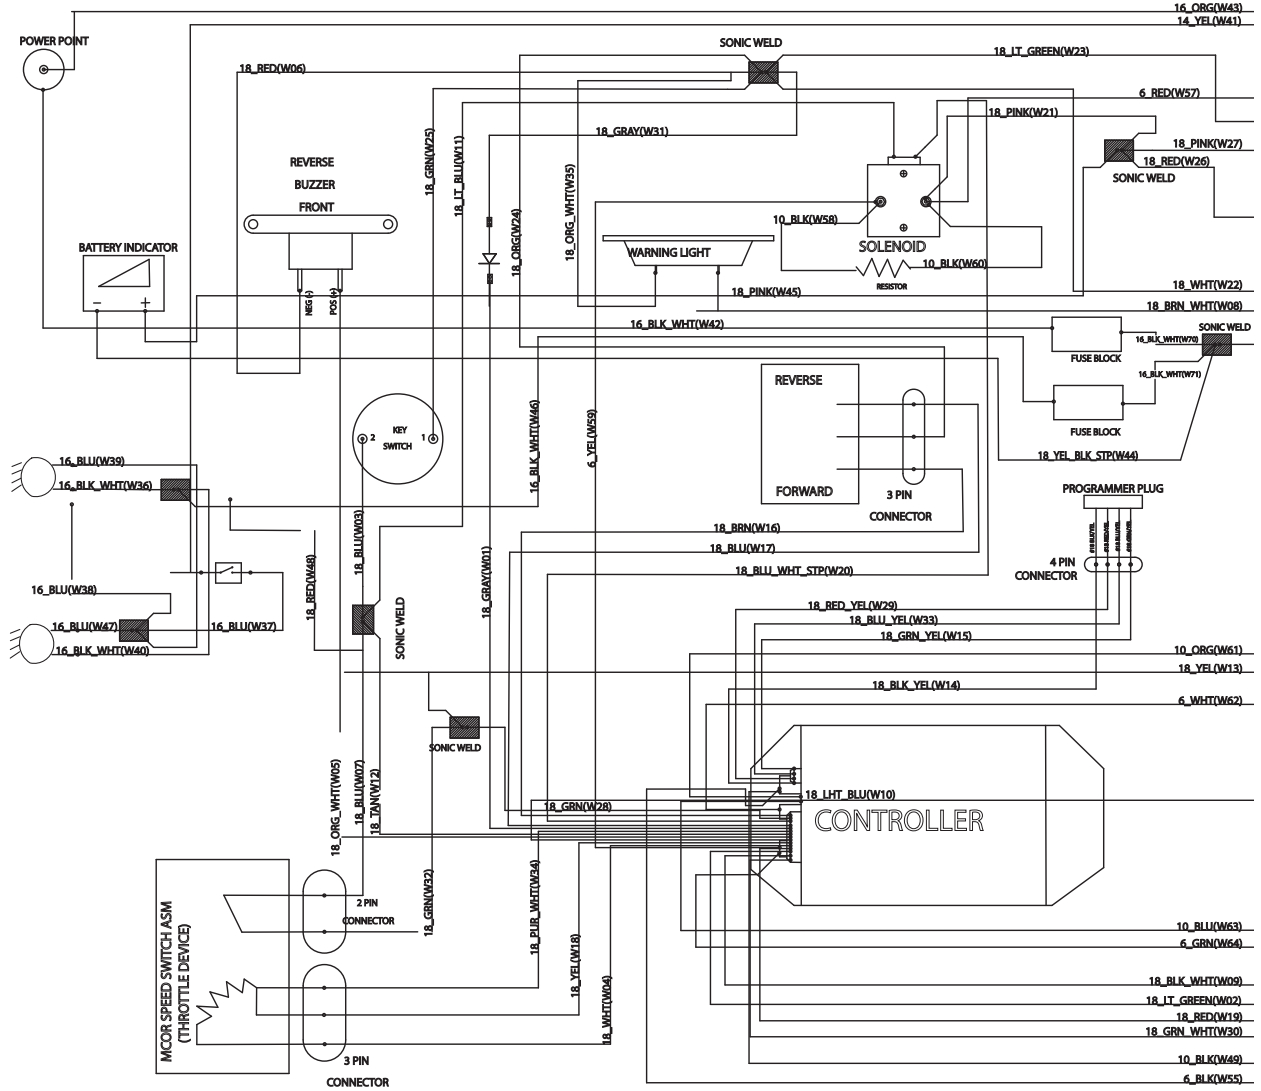 16_ORG(W43)
14_YEL(W41)
POWER POINT
SONIC WELD
18_LT_GREEN(W23)
18_RED(W06)
6_RED(W57)
18_PINK(W21)
18_GRAY(W31)
18_GRN(W25)
18_LT_BLU(W11)
18_PINK(W27)
18_RED(W26)
SONIC WELD
REVERSE
BUZZER
FRONT
18_ORG_WHT(W35)
18_ORG(W24)
10_BLK(W58)
SOLENOID
BATTERY INDICATOR
WARNING LIGHT
10_BLK(W60)
RESISTOR
− +
NEG (-)
POS (+)
18_PINK(W45)
18_WHT(W22)
18_BRN_WHT(W08)
16_BLK_WHT(W42)
SONIC WELD
16_BLK_WHT(W70)
FUSE BLOCK
16_BLK_WHT(W71)
REVERSE
FUSE BLOCK
2
KEY
SWITCH
1
16_BLK_WHT(W46)
6_YEL(W59)
18_YEL_BLK_STP(W44)
16_BLU(W39)
16_BLK_WHT(W36)
FORWARD
3 PIN
CONNECTOR
PROGRAMMER PLUG
18_BLU(W03)
18_BRN(W16)
18_BLU(W17)
18_BLU_WHT_STP(W20)
4 PIN
CONNECTOR
18_RED(W48)
18_GRAY(W01)
16_BLU(W38)
18_RED_YEL(W29)
18_BLU_YEL(W33)
18_GRN_YEL(W15)
16_BLU(W47)
16_BLU(W37)
16_BLK_WHT(W40)
SONIC WELD
10_ORG(W61)
18_YEL(W13)
18_BLK_YEL(W14)
6_WHT(W62)
SONIC WELD
18_ORG_WHT(W05)
18_BLU(W07)
18_TAN(W12)
18_LHT_BLU(W10)
18_GRN(W28)
CONTROLLER
18_GRN(W32)
18_PUR_WHT(W34)
18_YEL(W18)
18_WHT(W04)
2 PIN
CONNECTOR
MCOR SPEED SWITCH ASM
(THROTTLE DEVICE)
10_BLU(W63)
6_GRN(W64)
18_BLK_WHT(W09)
18_LT_GREEN(W02)
18_RED(W19)
18_GRN_WHT(W30)
3 PIN
CONNECTOR
10_BLK(W49)
6_BLK(W55)